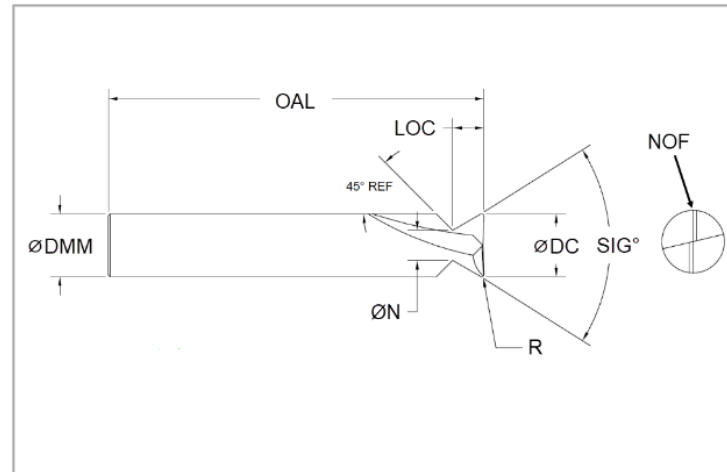 OAL
LOC
NOF
45° REF
ØDMM
ØDC
SIG°
ØN
R